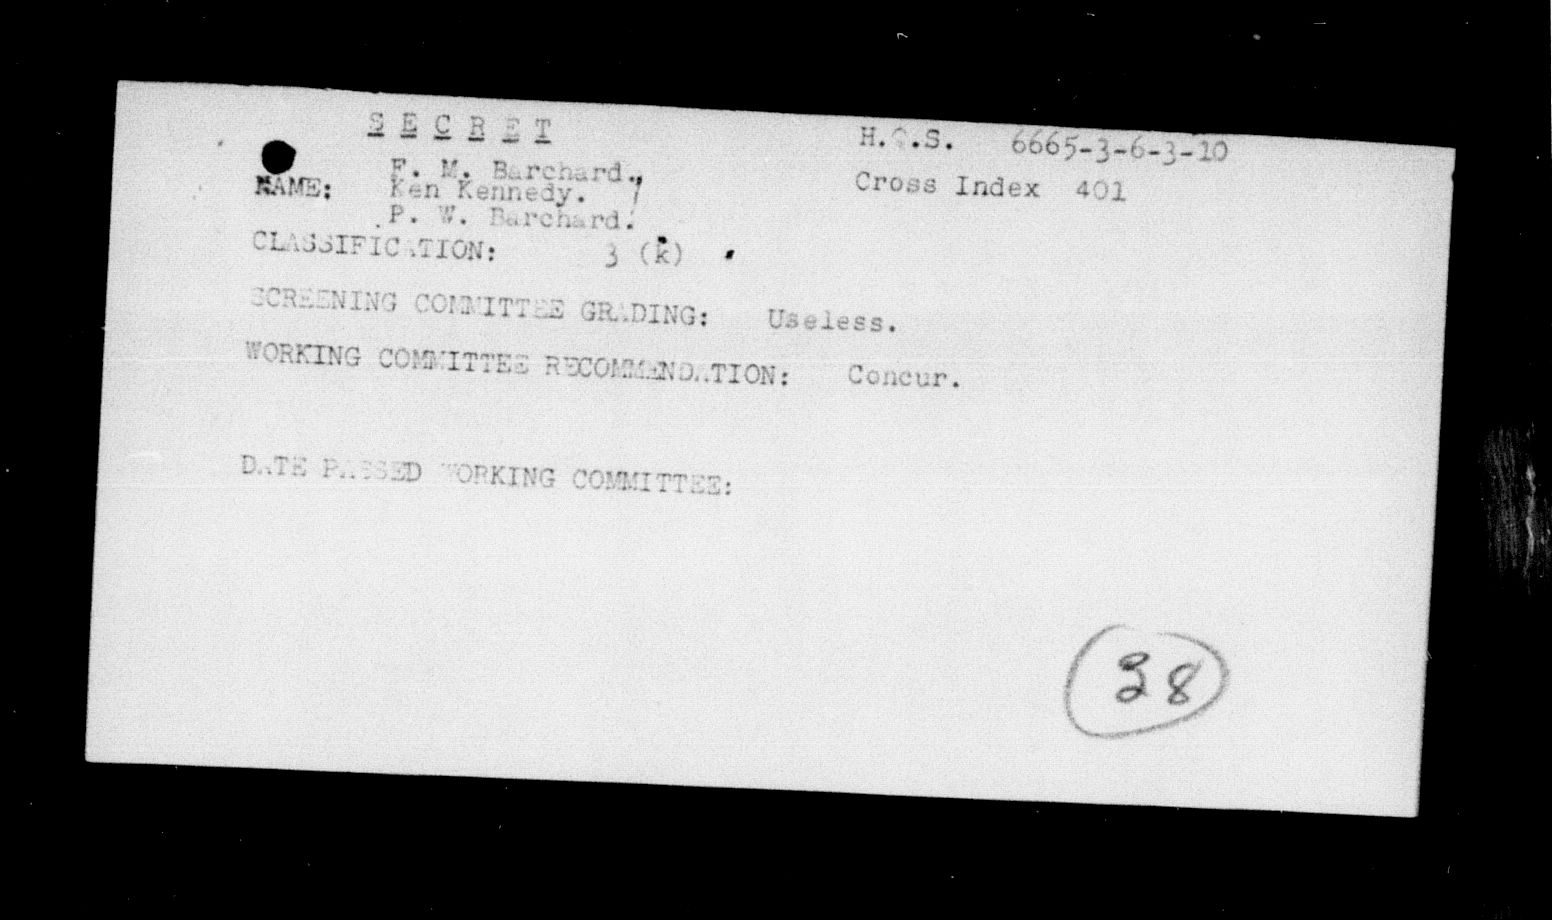 S E C R E T
H.Q.S. 6665-3-6-3-10
F. M. Barchard.,
NAME: Ken Kennedy. /
Cross Index 401
P. W. Barchard.
CLASSIFICATION: 3 (k) .
SCREENING COMMITTEE GRADING: Useless.
WORKING COMMITTEE RECOMMENDATION: Concur.
DATE PASSED WORKING COMMITTEE:
38